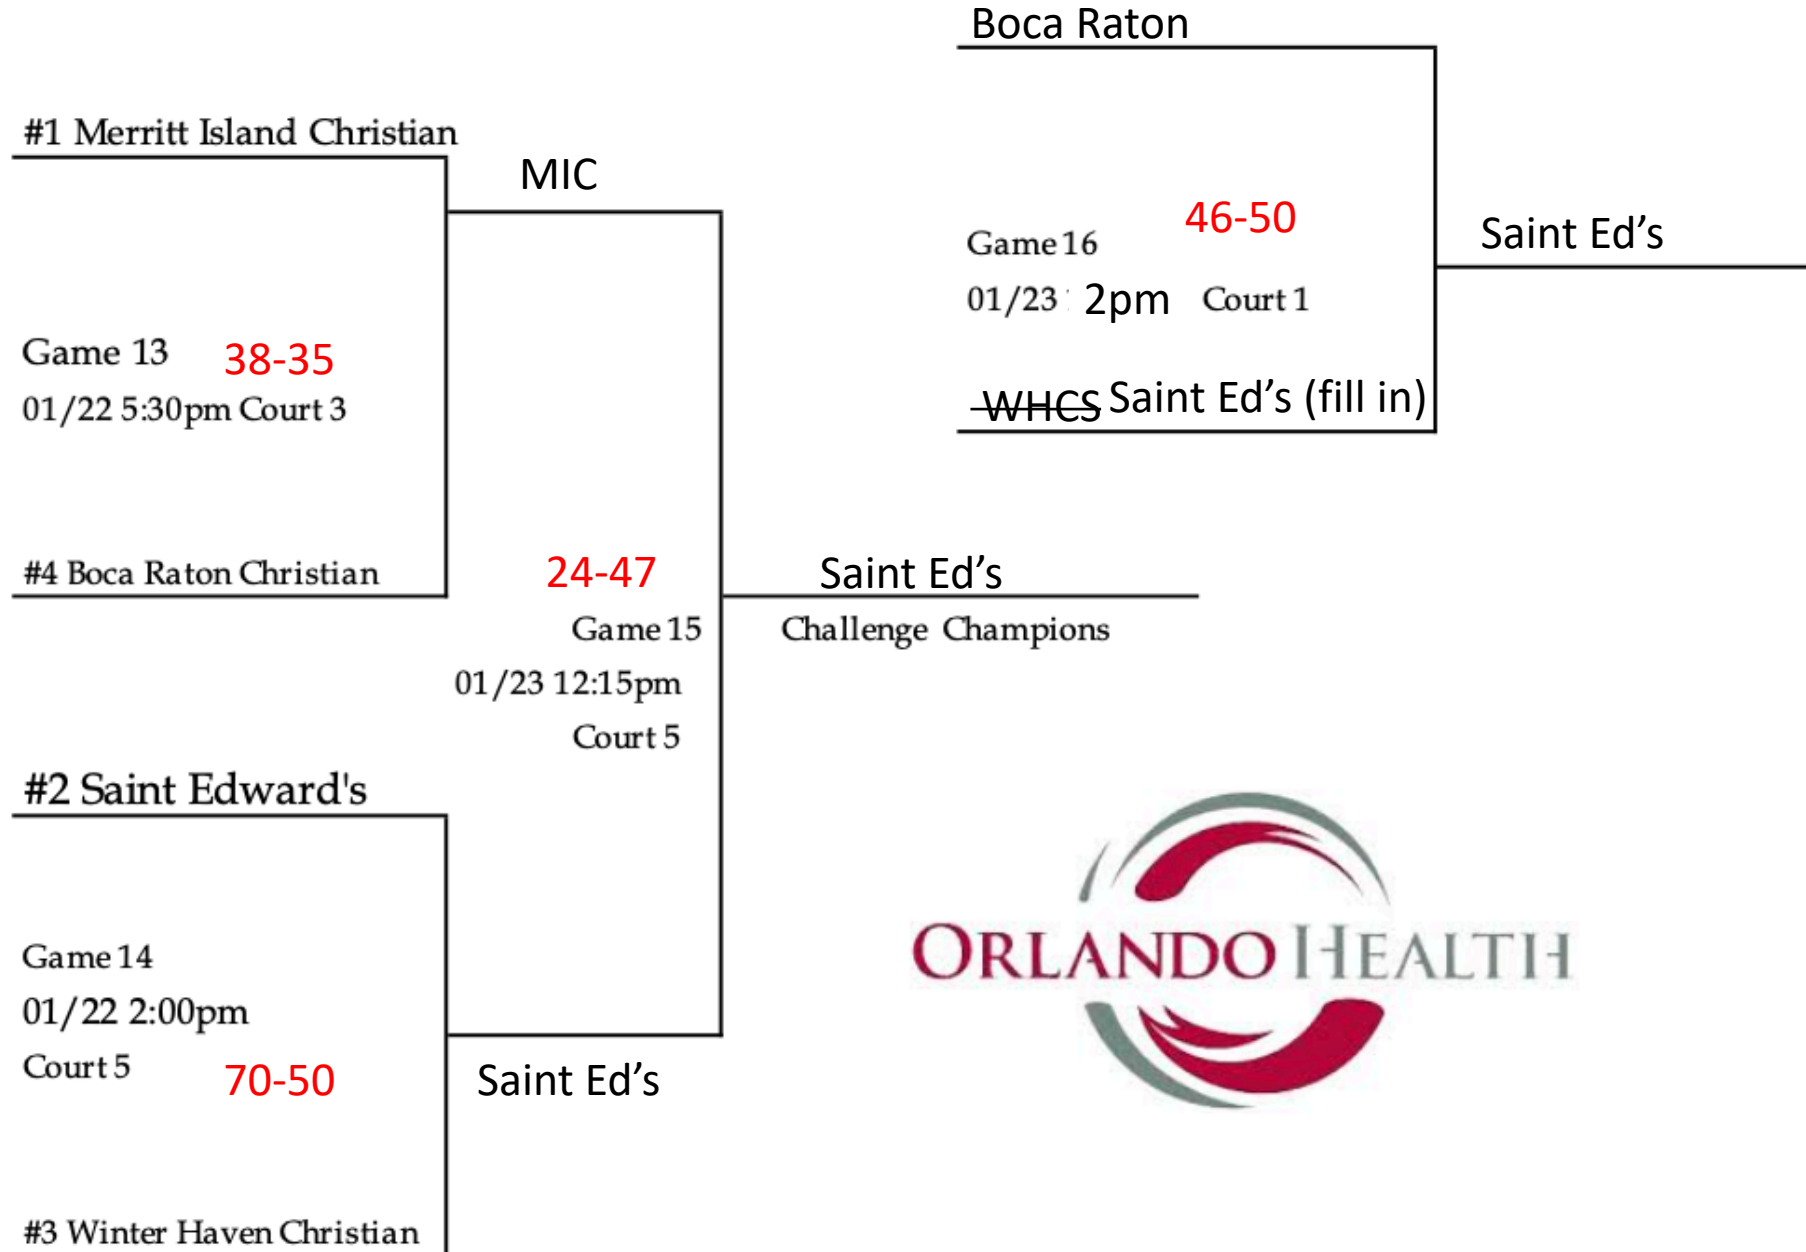 Boca Raton
#1 Merritt Island Christian
MIC
46-50
Game 16
Saint Ed’s
01/23 2pm Court 1
Game 13 38-35
01/22 5:30pm Court 3
WHCS Saint Ed’s (fill in)
#4 Boca Raton Christian
24-47
Saint Ed’s
Game 15
Challenge Champions
01/23 12:15pm
Court 5
#2 Saint Edward's
Game 14
01/22 2:00pm
Court 5
70-50
Saint Ed’s
#3 Winter Haven Christian
ORLANDO HEALTH